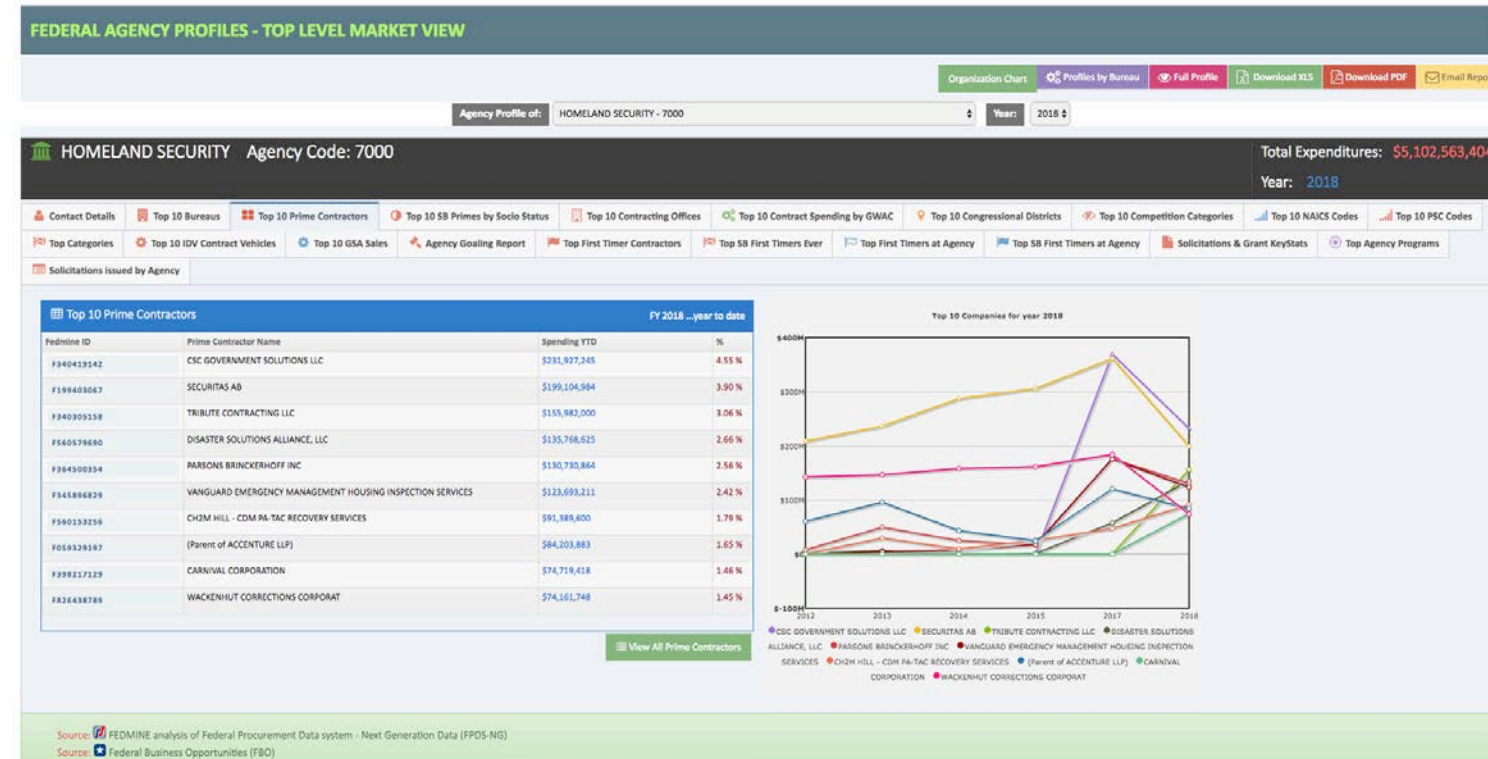 FEDERAL AGENCY PROFILES - TOP LEVEL MARKET VIEW
Organization Chart Profiles by Bureau Full Profile Download XLS Download PDF Email Repo
Agency Profile of: HOMELAND SECURITY - 7000 Year: 2018
HOMELAND SECURITY Agency Code: 7000 Total Expenditures: $5,102,563,404
Year: 2018
Contact Details Top 10 Bureaus Top 10 Prime Contractors Top 10 SB Primes by Socio Status Top 10 Contracting Offices Top 10 Contract Spending by GWAC Top 10 Congressional Districts Top 10 Competition Categories Top 10 NAICS Codes Top 10 PSC Codes
Top Categories Top 10 IDV Contract Vehicles Top 10 GSA Sales Agency Goaling Report Top First Timer Contractors Top SB First Timers Ever Top First Timers at Agency Top SB First Timers at Agency Solicitations & Grant KeyStats Top Agency Programs
Solicitations issued by Agency
Top 10 Prime Contractors FY 2018 ...year to date
Fedmine ID Prime Contractor Name Spending YTD %
F340419142 CSC GOVERNMENT SOLUTIONS LLC $231,927,245 4.55 %
F199403067 SECURITAS AB $199,104,984 3.90 %
F340305158 TRIBUTE CONTRACTING LLC $155,982,000 3.06 %
F560579690 DISASTER SOLUTIONS ALLIANCE, LLC $135,768,625 2.66 %
F364500354 PARSONS BRINCKERHOFF INC $130,730,864 2.56 %
F345896829 VANGUARD EMERGENCY MANAGEMENT HOUSING INSPECTION SERVICES $123,693,211 2.42 %
F560153256 CH2M HILL - CDM PA-TAC RECOVERY SERVICES $91,389,600 1.79 %
F059329197 (Parent of ACCENTURE LLP) $84,203,883 1.65 %
F398217129 CARNIVAL CORPORATION $74,719,418 1.46 %
F826438789 WACKENHUT CORRECTIONS CORPORAT $74,161,748 1.45 %
View All Prime Contractors
Top 10 Companies for year 2018
$400M
$300M
$200M
$100M
$0
$-100M
2012 2013 2014 2015 2017 2018
CSC GOVERNMENT SOLUTIONS LLC SECURITAS AB TRIBUTE CONTRACTING LLC DISASTER SOLUTIONS
ALLIANCE, LLC PARSONS BRINCKERHOFF INC VANGUARD EMERGENCY MANAGEMENT HOUSING INSPECTION
SERVICES CH2M HILL - CDM PA-TAC RECOVERY SERVICES (Parent of ACCENTURE LLP) CARNIVAL
CORPORATION WACKENHUT CORRECTIONS CORPORAT
Source: FEDMINE analysis of Federal Procurement Data system - Next Generation Data (FPDS-NG)
Source: Federal Business Opportunities (FBO)